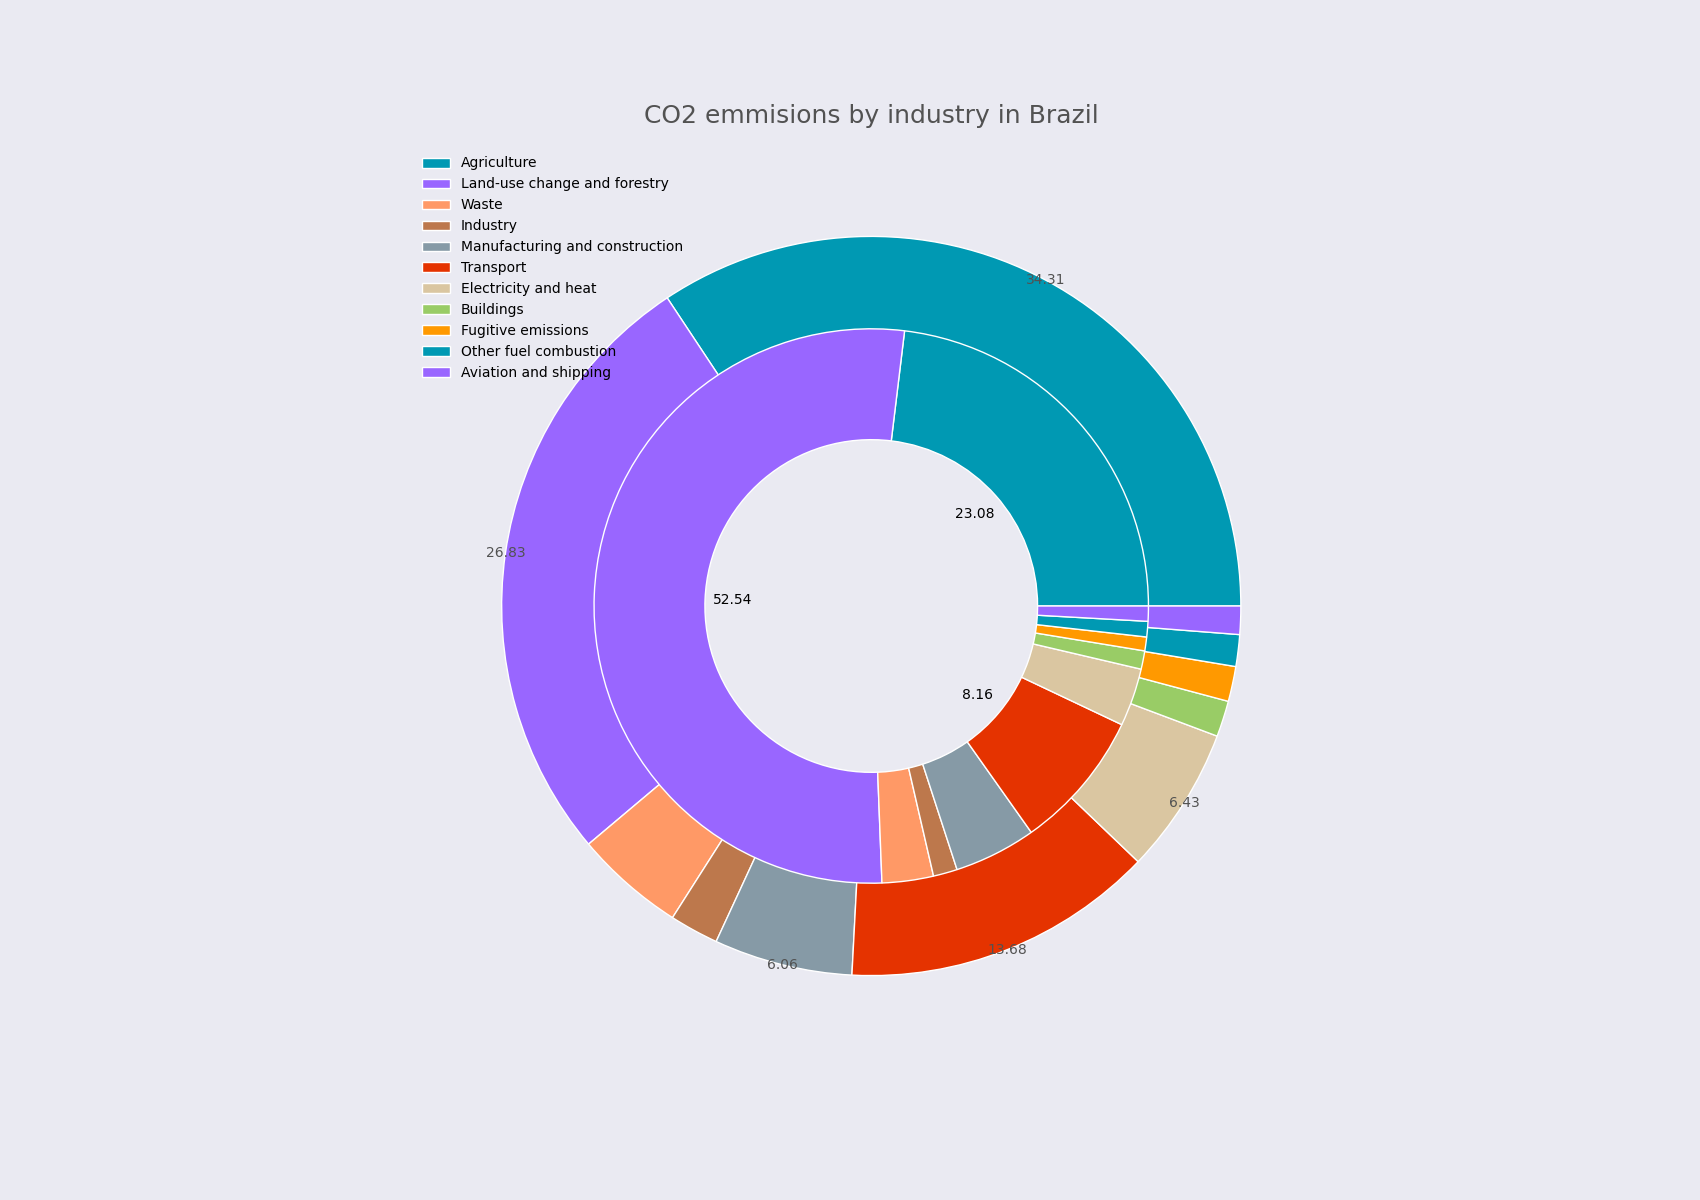 CO2 emmisions by industry in Brazil
Agriculture
Land-use change and forestry
Waste
Industry
Manufacturing and construction
Transport
Electricity and heat
Buildings
Fugitive emissions
Other fuel combustion
Aviation and shipping
34.31
23.08
26.83
52.54
8.16
6.43
13.68
6.06